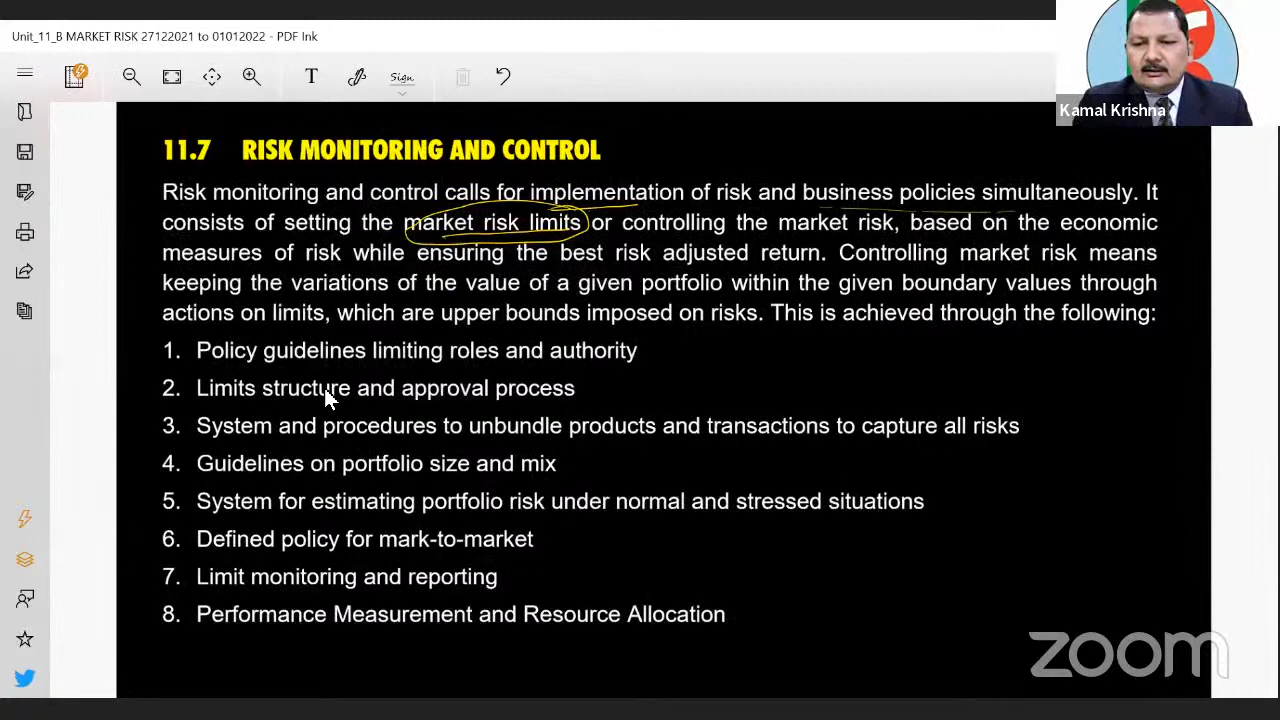 Unit_11_B MARKET RISK 27122021 to 01012022 - PDF Ink
T
Sign
Kamal Krishna
11.7 RISK MONITORING AND CONTROL
Risk monitoring and control calls for implementation of risk and business policies simultaneously. It
consists of setting the market risk limits or controlling the market risk, based on the economic
measures of risk while ensuring the best risk adjusted return. Controlling market risk means
keeping the variations of the value of a given portfolio within the given boundary values through
actions on limits, which are upper bounds imposed on risks. This is achieved through the following:
1. Policy guidelines limiting roles and authority
2. Limits structure and approval process
3. System and procedures to unbundle products and transactions to capture all risks
4. Guidelines on portfolio size and mix
5. System for estimating portfolio risk under normal and stressed situations
6. Defined policy for mark-to-market
7. Limit monitoring and reporting
8. Performance Measurement and Resource Allocation
zoom